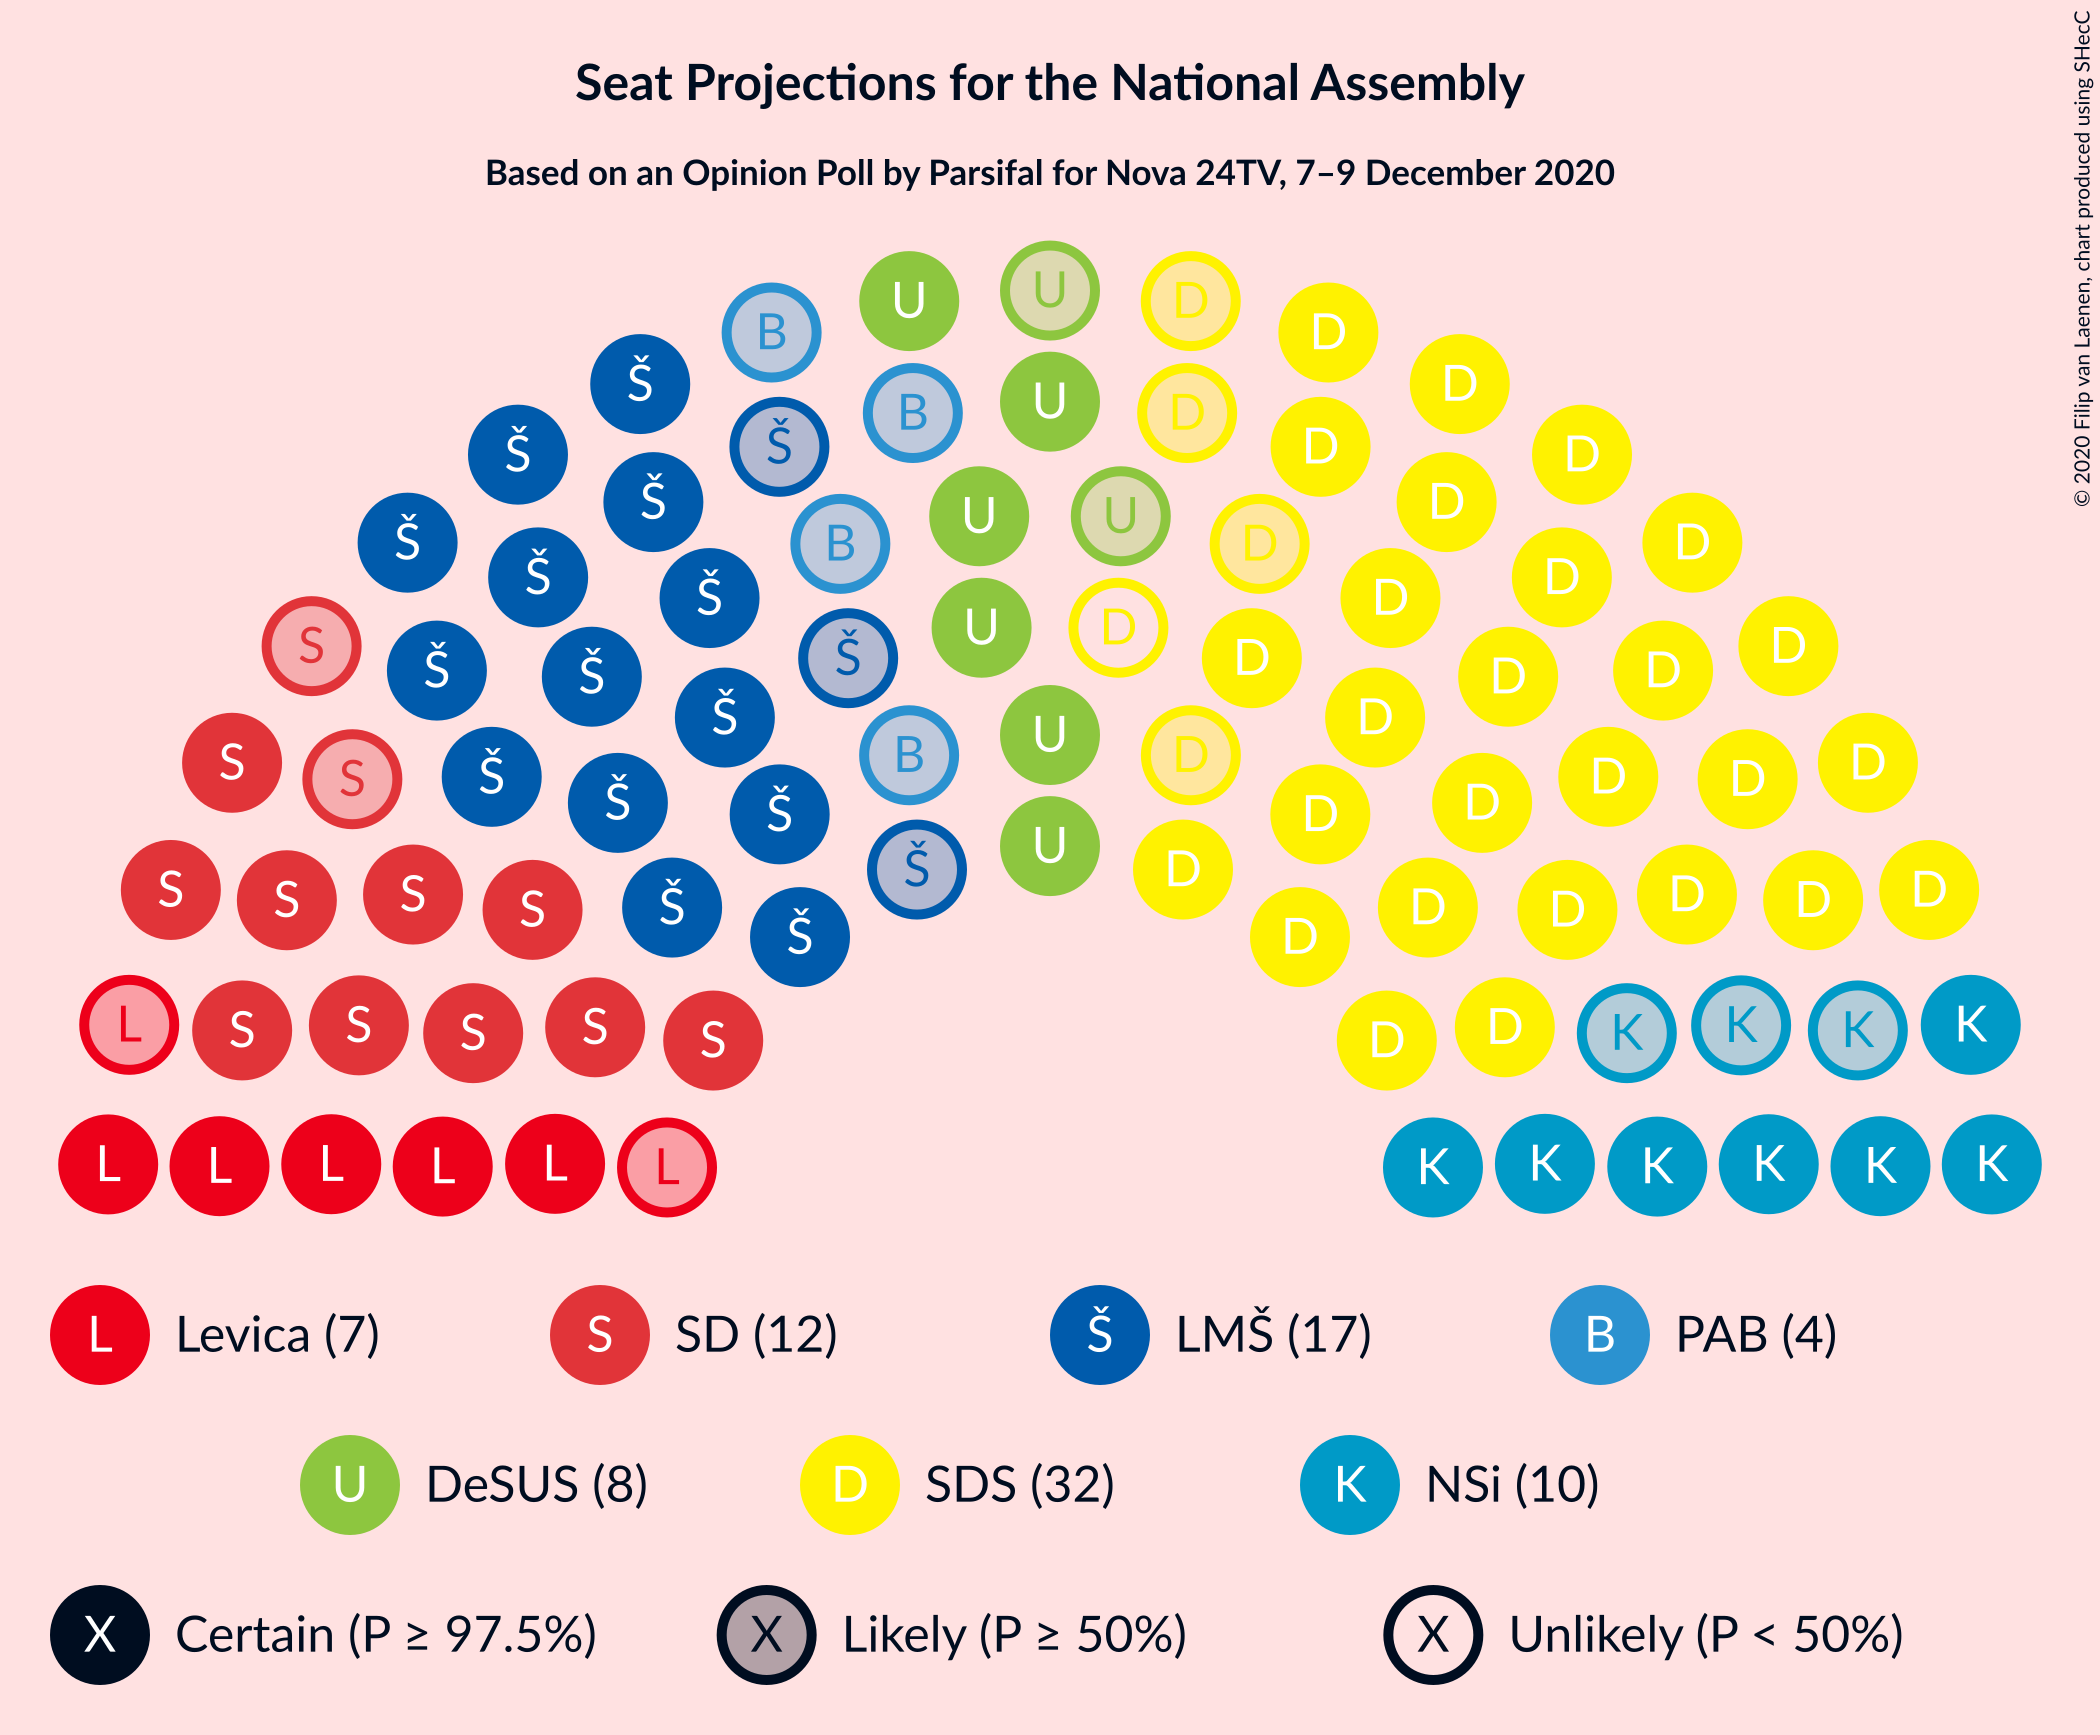 Seat Projections for the National Assembly
Based on an Opinion Poll by Parsifal for Nova 24TV, 7–9 December 2020
© 2020 Filip van Laenen, chart produced using SHecC
U
B U D
Š D D
B U D
Š Š D D
Š Š D D
U U
B D
Š D
Š Š D D
U D
S Š Š D D D
Š Š D D
Š D
U
S S Š B D D D D
Š Š D D
U
S S S S Š Š D D D D D D
Š D
L S S S S S D D K K K K
L L L L L L K K K K K K
L Levica (7) S SD (12) Š LMŠ (17) B PAB (4)
U DeSUS (8) D SDS (32) K NSi (10)
X Certain (P ≥ 97.5%) X Likely (P ≥ 50%) X Unlikely (P < 50%)